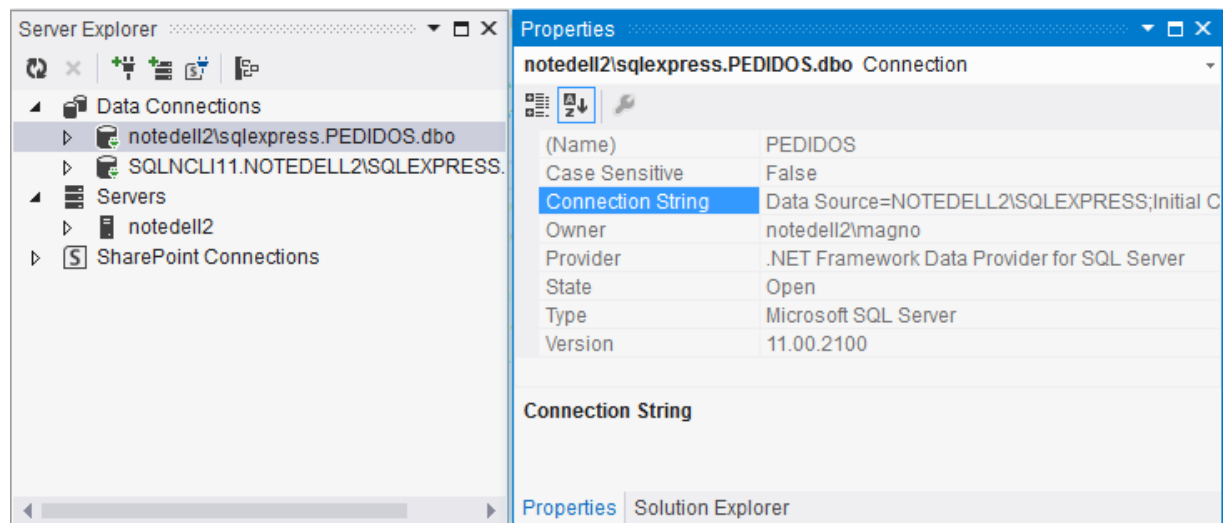 Server Explorer
Data Connections
notedell2\sqlexpress.PEDIDOS.dbo
SQLNCLI11.NOTEDELL2\SQLEXPRESS.
Servers
notedell2
SharePoint Connections
Properties
notedell2\sqlexpress.PEDIDOS.dbo Connection
(Name) PEDIDOS
Case Sensitive False
Connection String Data Source=NOTEDELL2\SQLEXPRESS;Initial C
Owner notedell2\magno
Provider .NET Framework Data Provider for SQL Server
State Open
Type Microsoft SQL Server
Version 11.00.2100
Connection String
Properties Solution Explorer